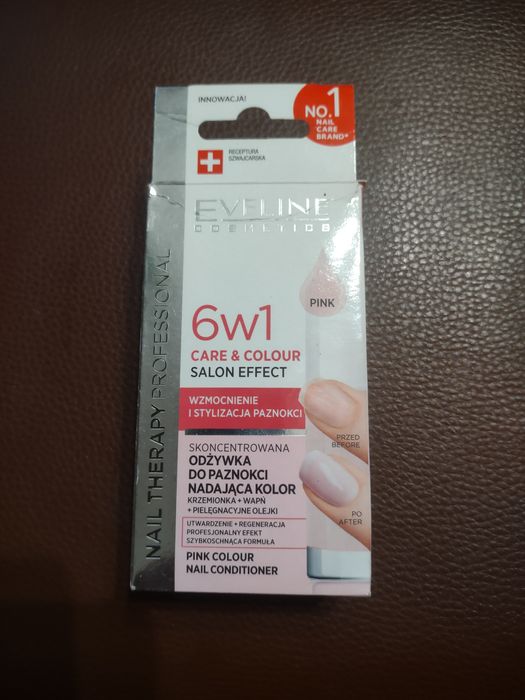 INNOWACJA!
NO.1
NAIL
CARE
BRAND*
RECEPTURA
SZWAJCARSKA
EVELINE
COSMETICS
PINK
6w1
CARE & COLOUR
SALON EFFECT
WZMOCNIENIE
I STYLIZACJA PAZNOKCI
SKONCENTROWANA
ODŻYWKA
DO PAZNOKCI
NADAJĄCA KOLOR
KRZEMIONKA + WAPŃ
+ PIELĘGNACYJNE OLEJKI
UTWARDZENIE + REGENERACJA
PROFESJONALNY EFEKT
SZYBKOSCHNĄCA FORMUŁA
PINK COLOUR
NAIL CONDITIONER
PRZED
BEFORE
PO
AFTER
NAIL THERAPY PROFESSIONAL